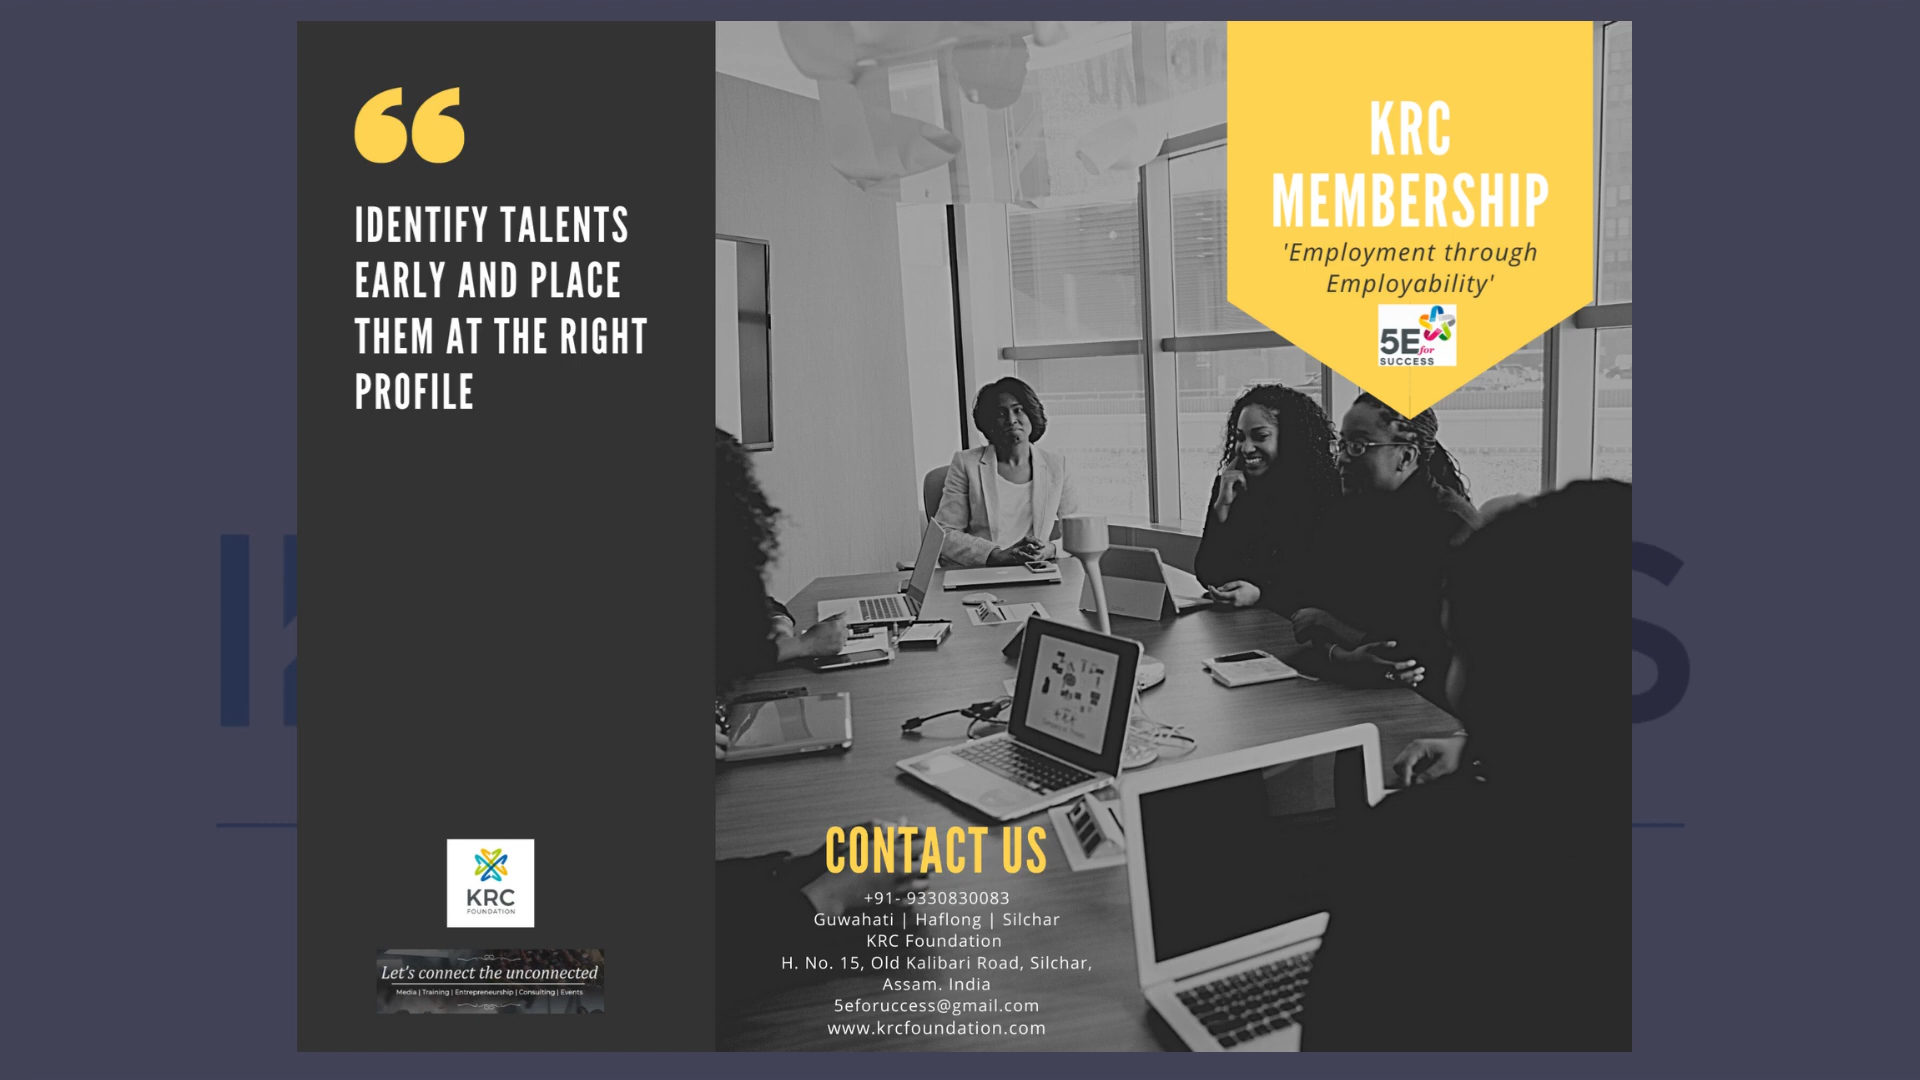 IDENTIFY TALENTS
EARLY AND PLACE
THEM AT THE RIGHT
PROFILE
KRC
FOUNDATION
Let's connect the unconnected
Media | Training | Entrepreneurship | Consulting | Events
KRC
MEMBERSHIP
'Employment through
Employability'
5E for
SUCCESS
CONTACT US
+91- 9330830083
Guwahati | Haflong | Silchar
KRC Foundation
H. No. 15, Old Kalibari Road, Silchar,
Assam. India
5eforuccess@gmail.com
www.krcfoundation.com